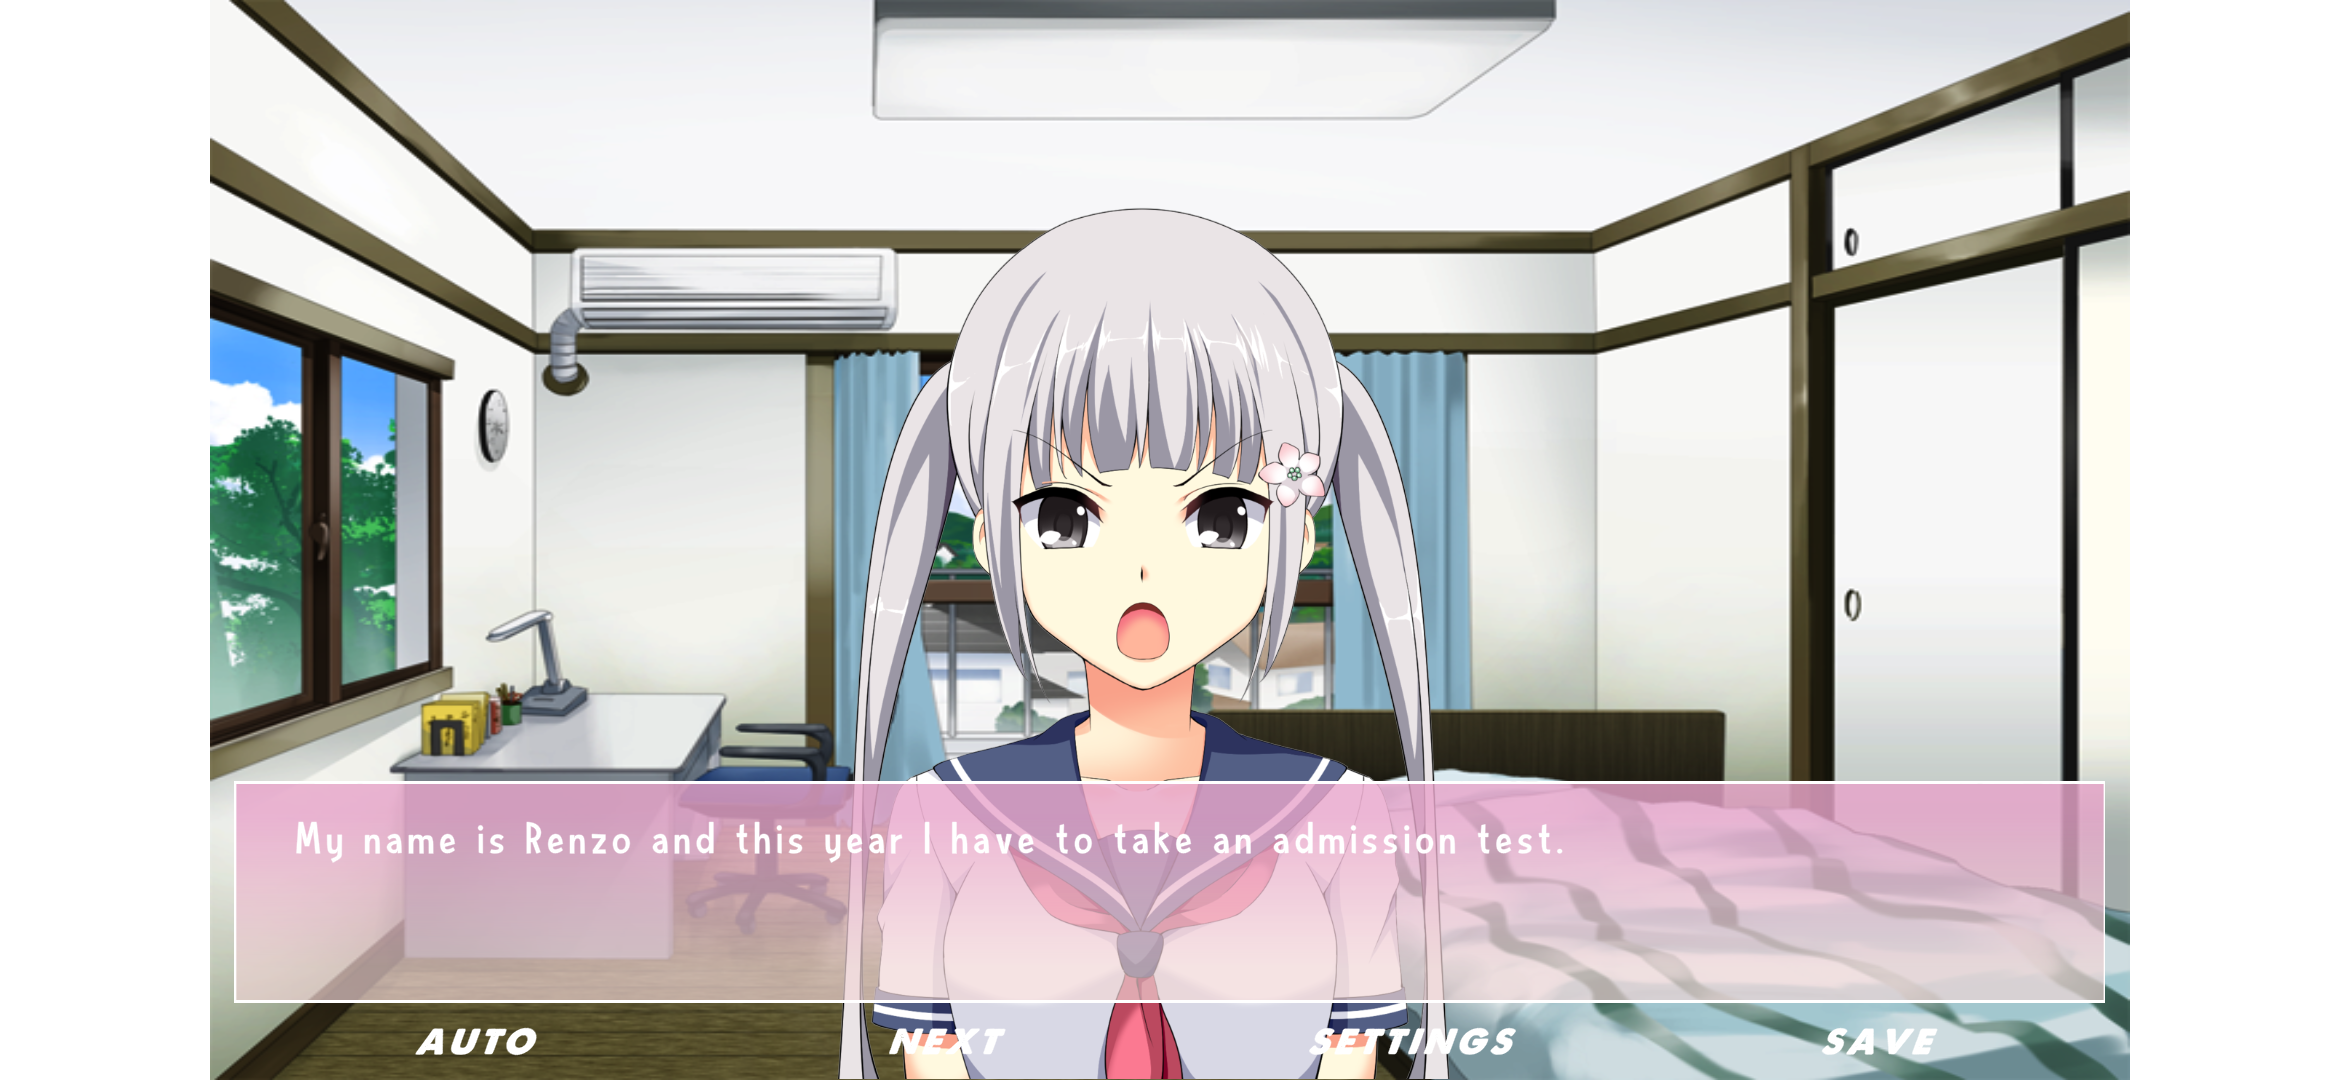 My name is Renzo and this year I have to take an admission test.
AUTO NEXT SETTINGS SAVE